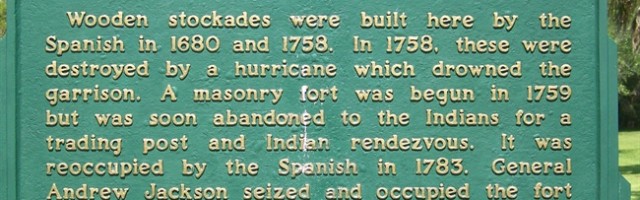 Wooden stockades were built here by the
Spanish in 1680 and 1758. In 1758, these were
destroyed by a hurricane which drowned the
garrison. A masonry fort was begun in 1759
but was soon abandoned to the Indians for a
trading post and Indian rendezvous. It was
reoccupied by the Spanish in 1783. General
Andrew Jackson seized and occupied the fort